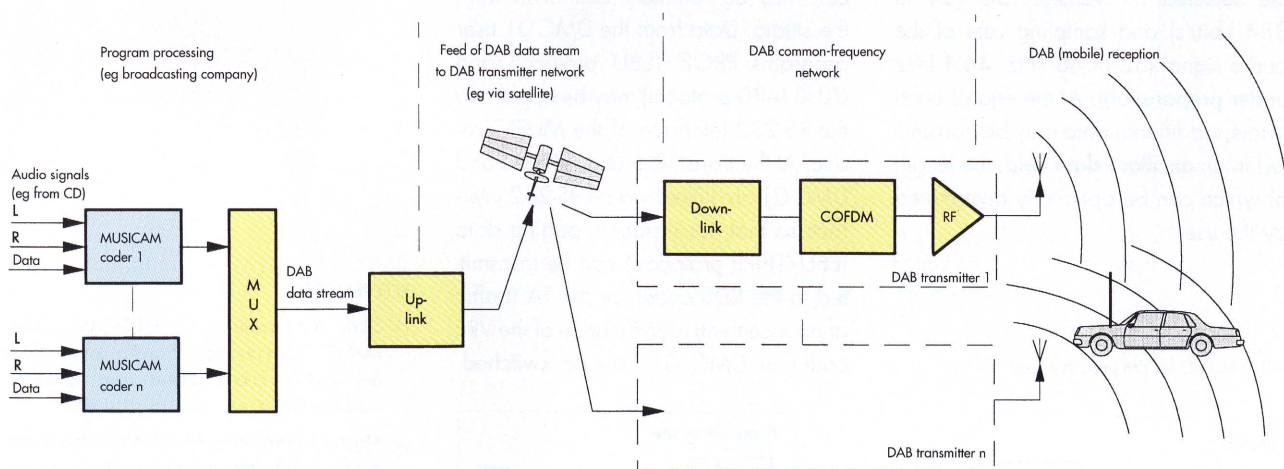 Program processing
(eg broadcasting company)
Feed of DAB data stream
to DAB transmitter network
(eg via satellite)
DAB common-frequency
network
DAB (mobile) reception
Audio signals
(eg from CD)
L
R
Data
MUSICAM
coder 1
L
R
Data
MUSICAM
coder n
M
U
X
DAB
data stream
Up-
link
Down-
link
COFDM
RF
DAB transmitter 1
DAB transmitter n